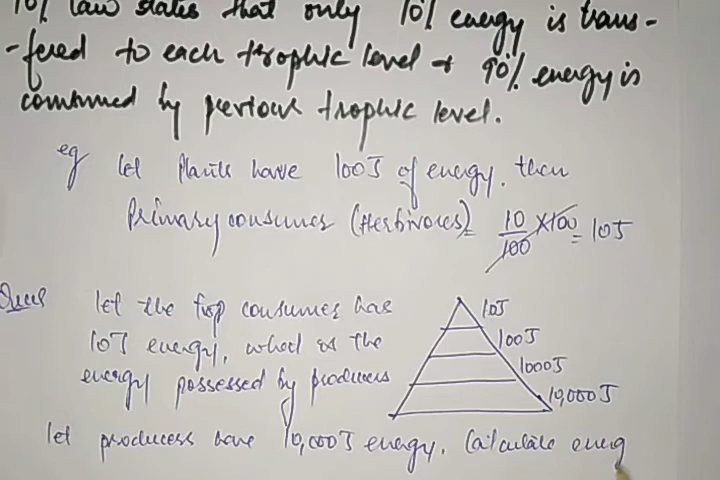 10% law states that only 10% energy is trans-
-fered to each trophic level & 90% energy is
consumed by previous trophic level.
eg let Plants have 100J of energy. then
Primary consumers (Herbivores) = 10/100 × 100 = 10J
Ques let the top consumers has
10J energy, what is the
energy possessed by producers
10J
100J
1000J
10,000J
let producers have 10,000J energy. Calculate energ